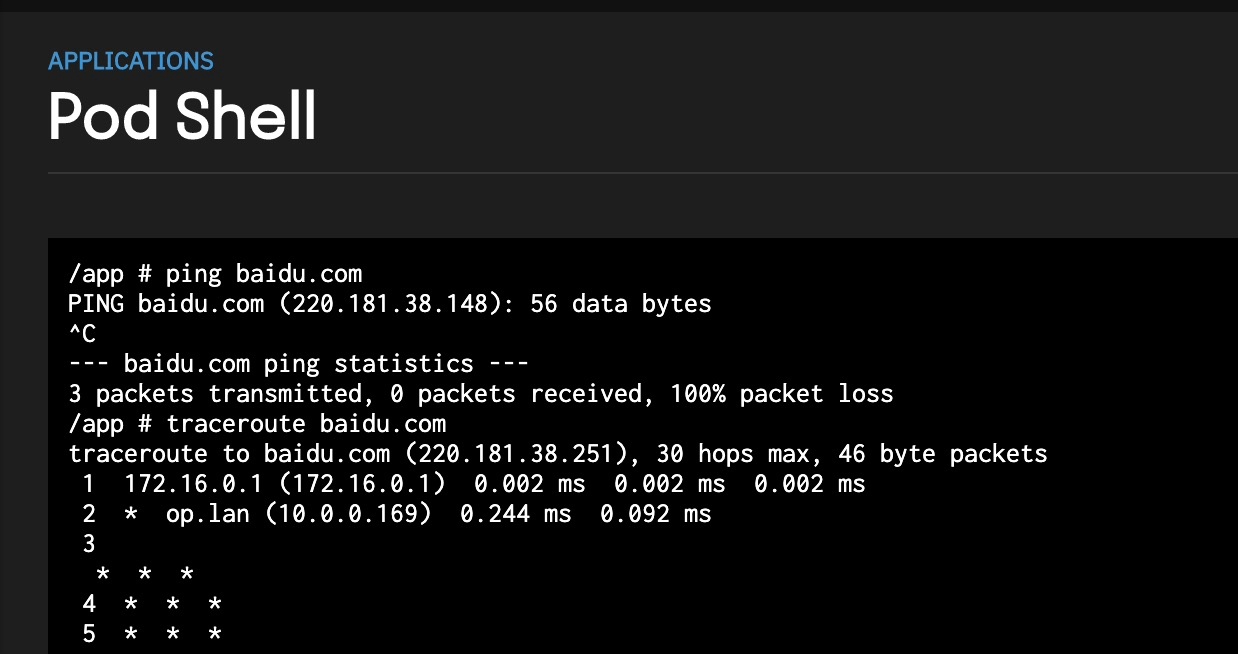 APPLICATIONS
Pod Shell
/app # ping baidu.com
PING baidu.com (220.181.38.148): 56 data bytes
^C
--- baidu.com ping statistics ---
3 packets transmitted, 0 packets received, 100% packet loss
/app # traceroute baidu.com
traceroute to baidu.com (220.181.38.251), 30 hops max, 46 byte packets
 1  172.16.0.1 (172.16.0.1)  0.002 ms  0.002 ms  0.002 ms
 2  *  op.lan (10.0.0.169)  0.244 ms  0.092 ms
 3
  *  *  *
 4  *  *  *
 5  *  *  *